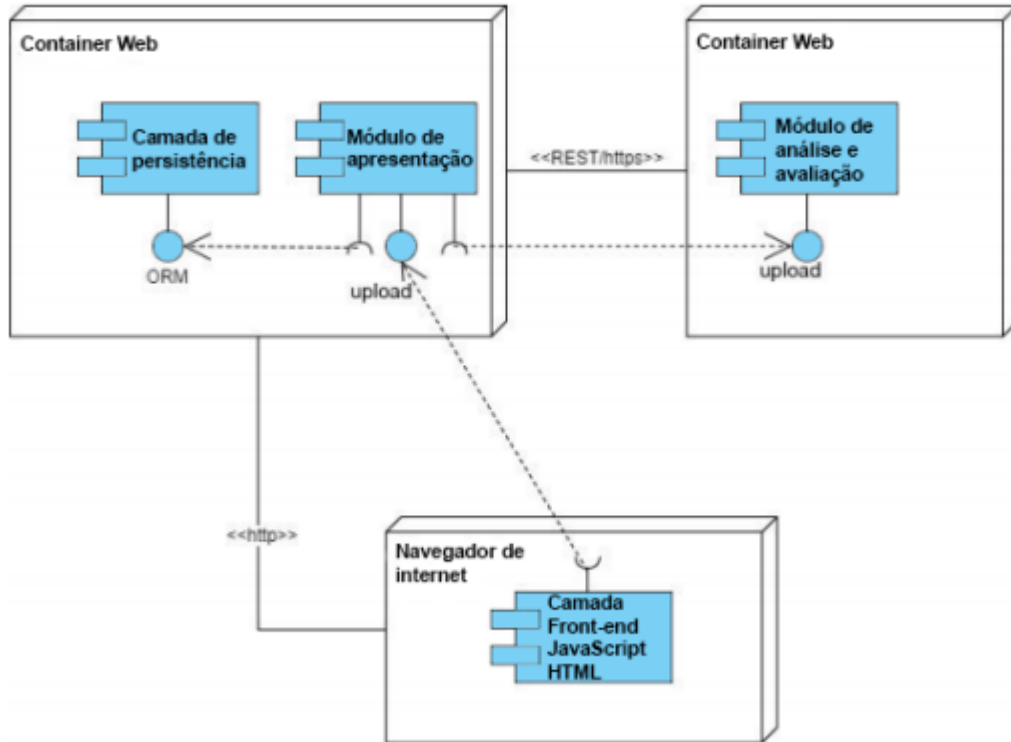 Container Web
Container Web
Camada de
persistência
Módulo de
apresentação
Módulo de
análise e
avaliação
<<REST/https>>
ORM
upload
upload
<<http>>
Navegador de
internet
Camada
Front-end
JavaScript
HTML